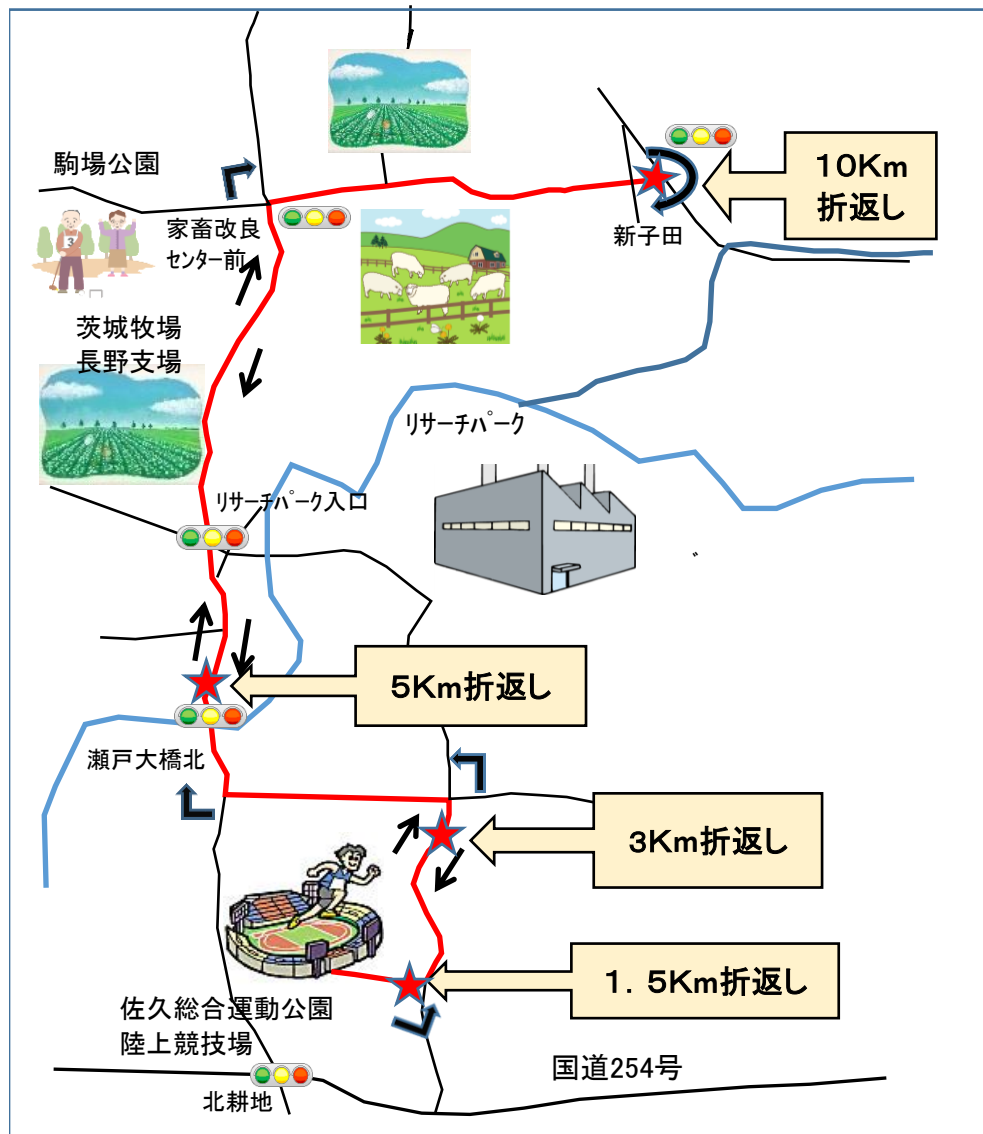 駒場公園
10Km
折返し
新子田
3
家畜改良
センター前
茨城牧場
長野支場
リサーチパーク
リサーチパーク入口
5Km折返し
瀬戸大橋北
3Km折返し
1．5Km折返し
佐久総合運動公園
陸上競技場
国道254号
北耕地